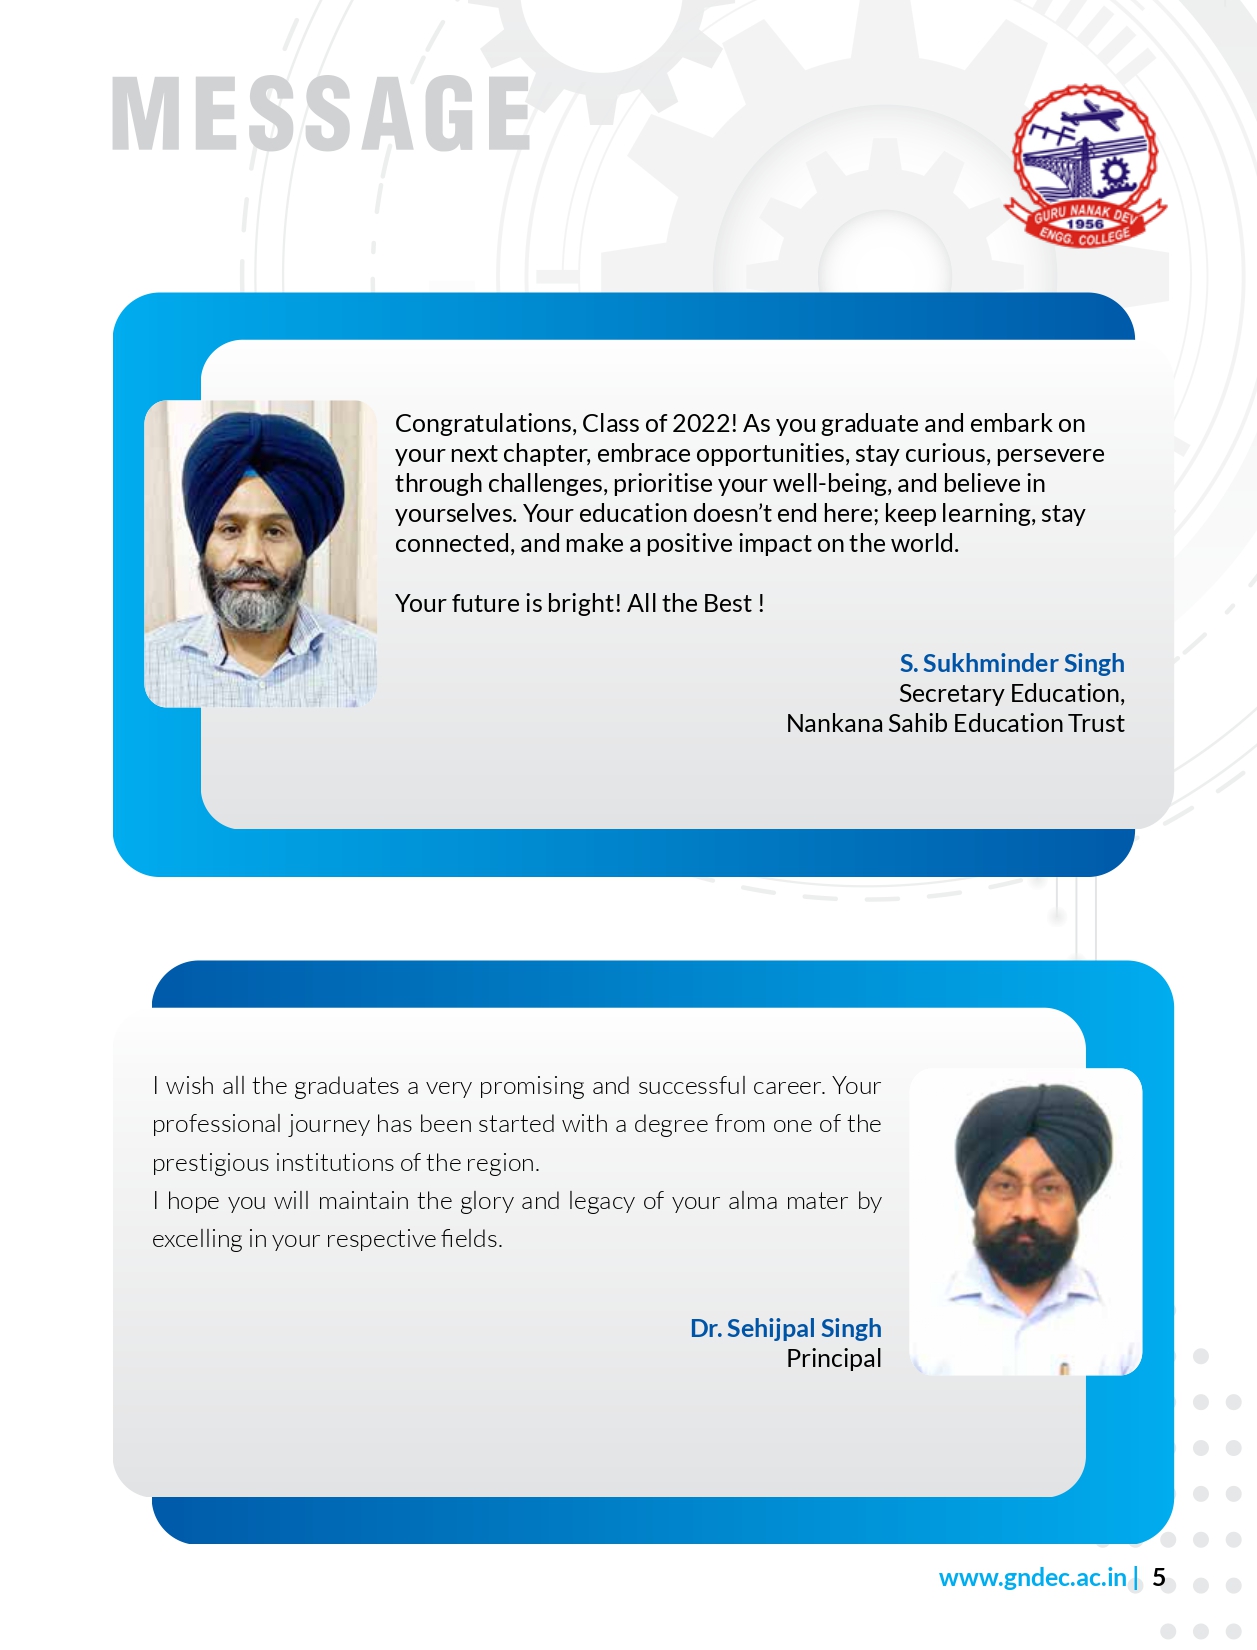 MESSAGE
GURU NANAK DEV
1956
ENGG. COLLEGE
Congratulations, Class of 2022! As you graduate and embark on
your next chapter, embrace opportunities, stay curious, persevere
through challenges, prioritise your well-being, and believe in
yourselves. Your education doesn’t end here; keep learning, stay
connected, and make a positive impact on the world.
Your future is bright! All the Best !
S. Sukhminder Singh
Secretary Education,
Nankana Sahib Education Trust
I wish all the graduates a very promising and successful career. Your
professional journey has been started with a degree from one of the
prestigious institutions of the region.
I hope you will maintain the glory and legacy of your alma mater by
excelling in your respective fields.
Dr. Sehijpal Singh
Principal
www.gndec.ac.in | 5